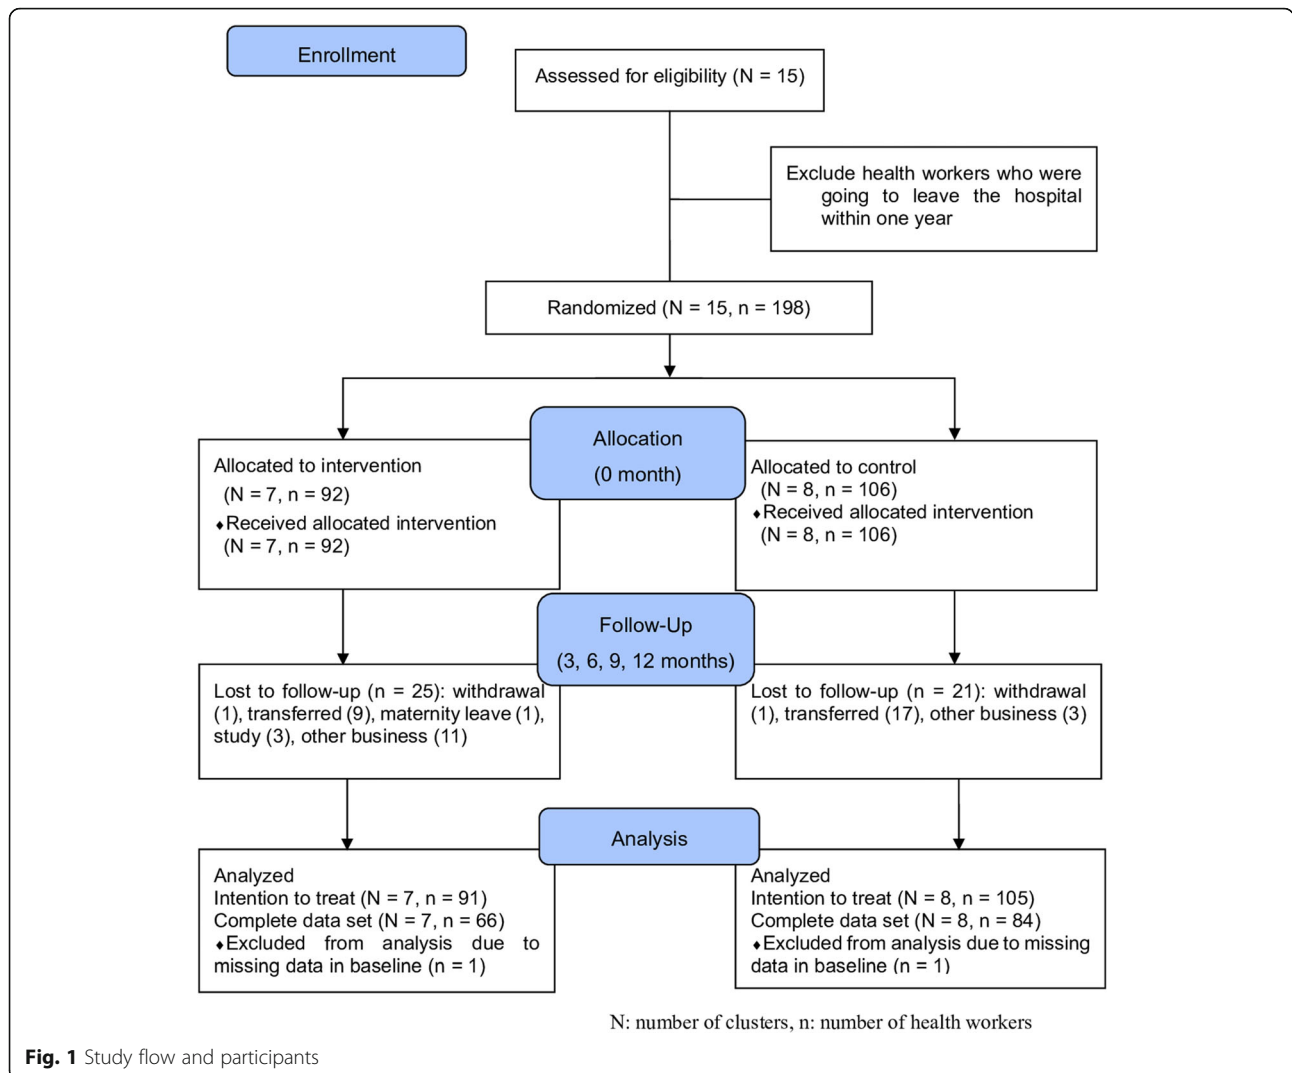 Enrollment
Assessed for eligibility (N = 15)
Exclude health workers who were
going to leave the hospital
within one year
Randomized (N = 15, n = 198)
Allocation
(0 month)
Allocated to intervention
(N = 7, n = 92)
♦Received allocated intervention
(N = 7, n = 92)
Allocated to control
(N = 8, n = 106)
♦Received allocated intervention
(N = 8, n = 106)
Follow-Up
(3, 6, 9, 12 months)
Lost to follow-up (n = 25): withdrawal
(1), transferred (9), maternity leave (1),
study (3), other business (11)
Lost to follow-up (n = 21): withdrawal
(1), transferred (17), other business (3)
Analysis
Analyzed
Intention to treat (N = 7, n = 91)
Complete data set (N = 7, n = 66)
♦Excluded from analysis due to
missing data in baseline (n = 1)
Analyzed
Intention to treat (N = 8, n = 105)
Complete data set (N = 8, n = 84)
♦Excluded from analysis due to missing
data in baseline (n = 1)
N: number of clusters, n: number of health workers
Fig. 1 Study flow and participants